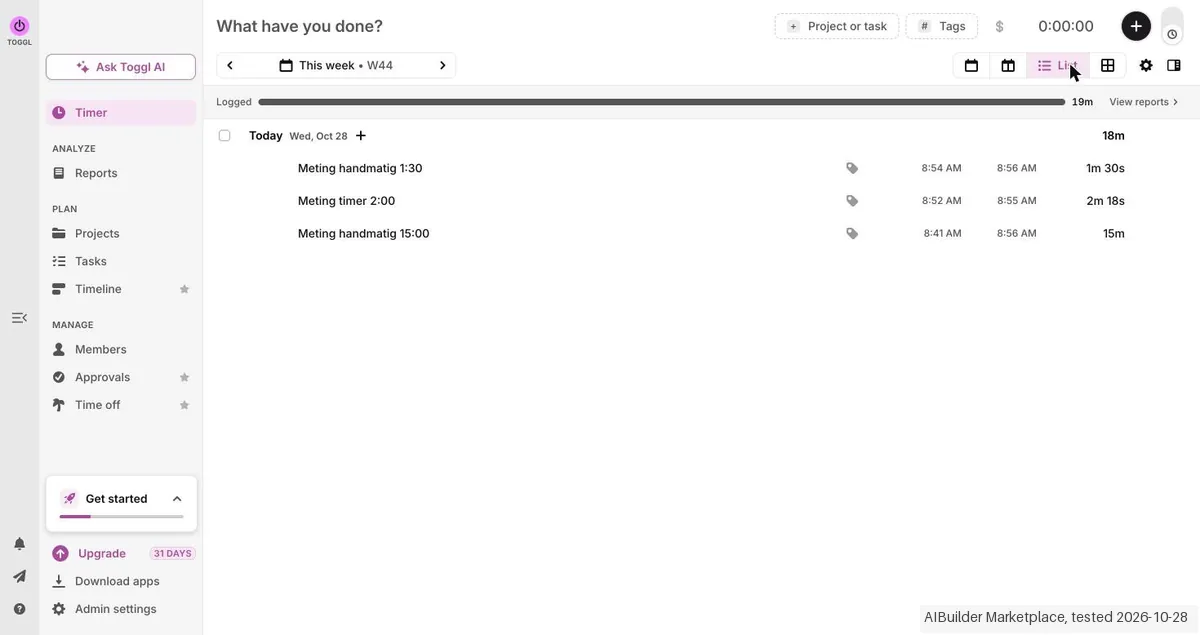 TOGGL
What have you done?
+ Project or task
# Tags
$
0:00:00
Ask Toggl AI
This week • W44
List
Logged
19m
View reports
Timer
Today Wed, Oct 28
18m
ANALYZE
Meting handmatig 1:30 8:54 AM 8:56 AM 1m 30s
Reports
Meting timer 2:00 8:52 AM 8:55 AM 2m 18s
PLAN
Projects
Meting handmatig 15:00 8:41 AM 8:56 AM 15m
Tasks
Timeline
MANAGE
Members
Approvals
Time off
Get started
Upgrade 31 DAYS
Download apps
Admin settings
AIBuilder Marketplace, tested 2026-10-28